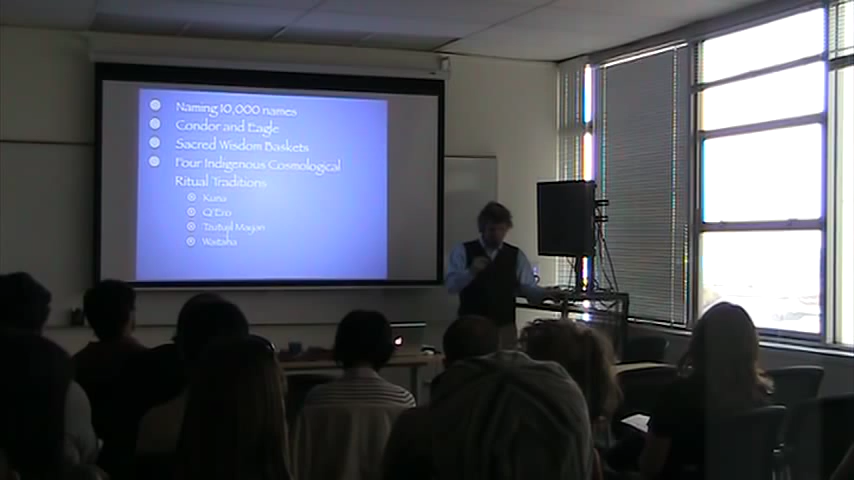 Naming 10,000 names
Condor and Eagle
Sacred Wisdom Baskets
Four Indigenous Cosmological
Ritual Traditions
Kuna
Q'Ero
Tzutujil Mayan
Waitaha